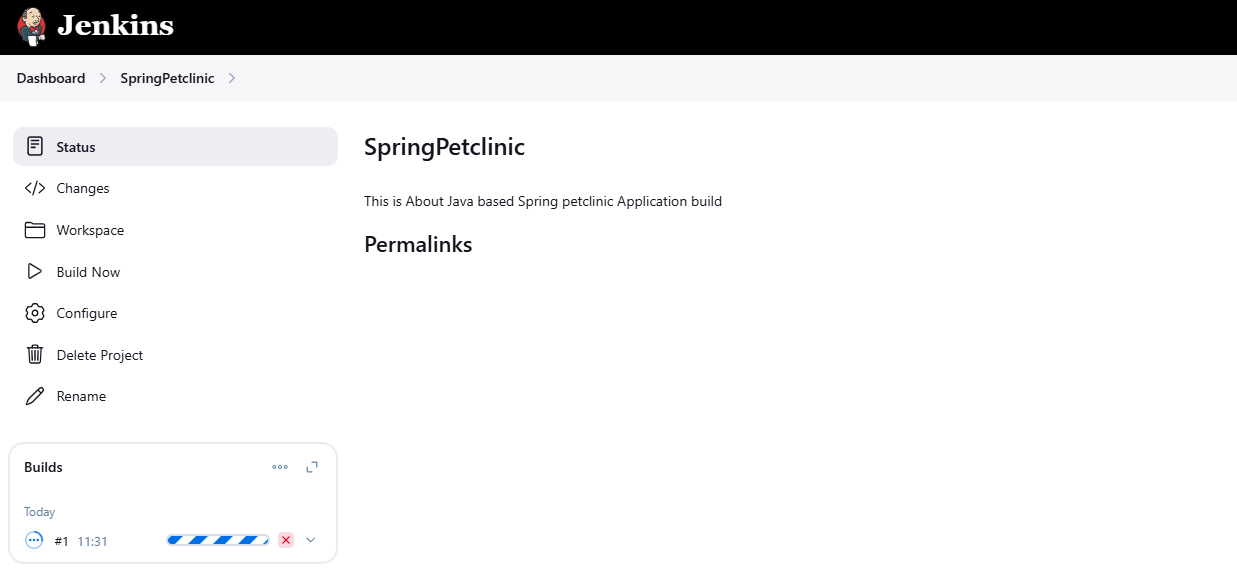 Jenkins
Dashboard
SpringPetclinic
Status
Changes
Workspace
Build Now
Configure
Delete Project
Rename
SpringPetclinic
This is About Java based Spring petclinic Application build
Permalinks
Builds
Today
#1 11:31